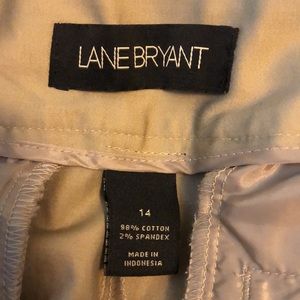 LANE BRYANT
14
98% COTTON
2% SPANDEX
MADE IN
INDONESIA